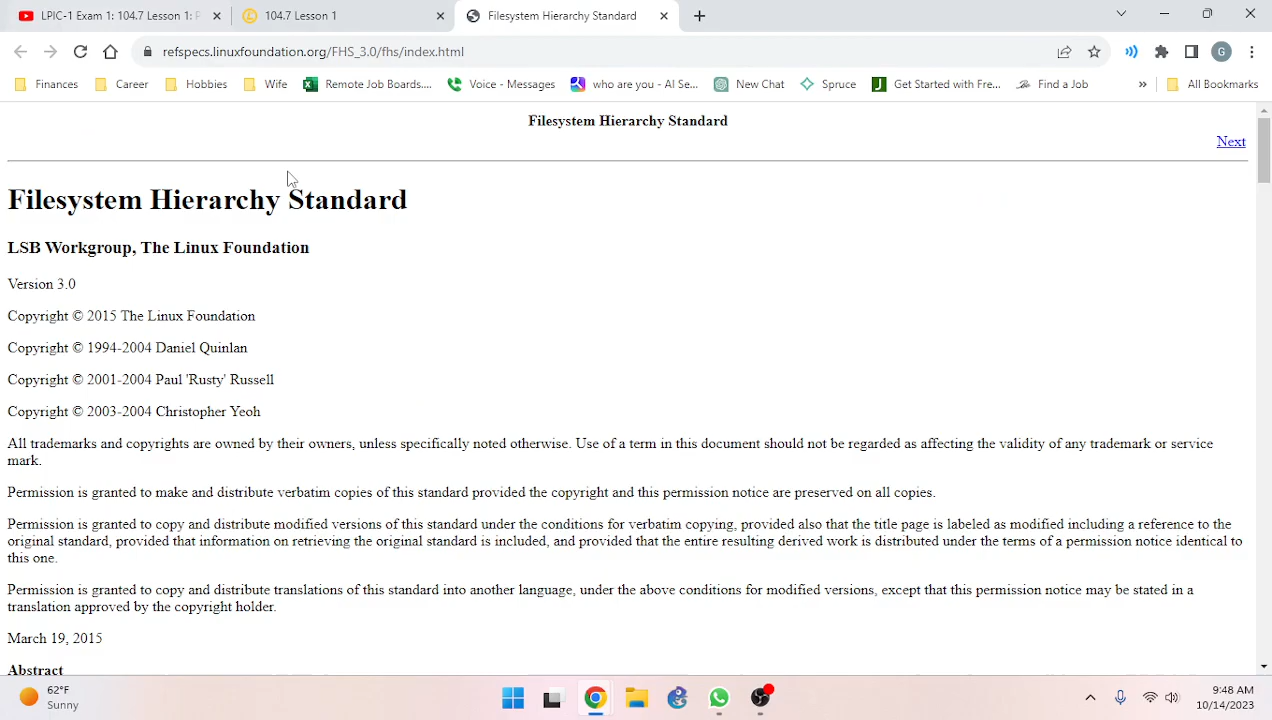 LPIC-1 Exam 1: 104.7 Lesson 1: P
104.7 Lesson 1
Filesystem Hierarchy Standard
refspecs.linuxfoundation.org/FHS_3.0/fhs/index.html
G
Finances
Career
Hobbies
Wife
Remote Job Boards....
Voice - Messages
who are you - AI Se...
New Chat
Spruce
Get Started with Fre...
Find a Job
»
All Bookmarks
Filesystem Hierarchy Standard
Next
Filesystem Hierarchy Standard
LSB Workgroup, The Linux Foundation
Version 3.0
Copyright © 2015 The Linux Foundation
Copyright © 1994-2004 Daniel Quinlan
Copyright © 2001-2004 Paul 'Rusty' Russell
Copyright © 2003-2004 Christopher Yeoh
All trademarks and copyrights are owned by their owners, unless specifically noted otherwise. Use of a term in this document should not be regarded as affecting the validity of any trademark or service
mark.
Permission is granted to make and distribute verbatim copies of this standard provided the copyright and this permission notice are preserved on all copies.
Permission is granted to copy and distribute modified versions of this standard under the conditions for verbatim copying, provided also that the title page is labeled as modified including a reference to the
original standard, provided that information on retrieving the original standard is included, and provided that the entire resulting derived work is distributed under the terms of a permission notice identical to
this one.
Permission is granted to copy and distribute translations of this standard into another language, under the above conditions for modified versions, except that this permission notice may be stated in a
translation approved by the copyright holder.
March 19, 2015
Abstract
62°F
Sunny
9:48 AM
10/14/2023